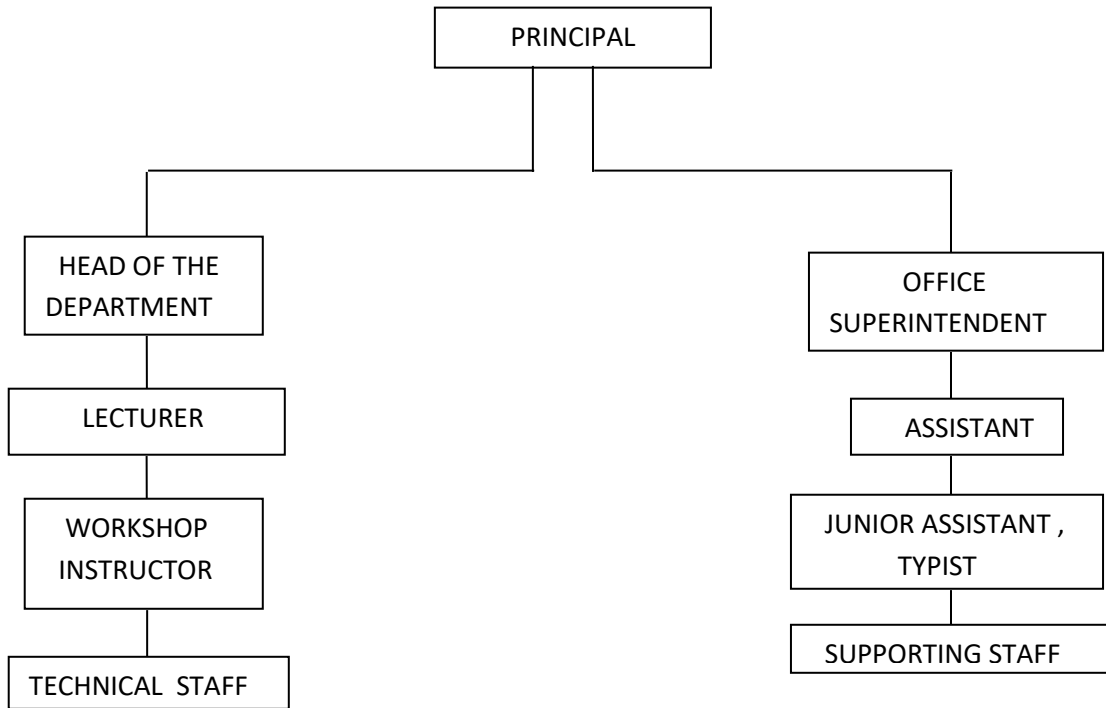 PRINCIPAL
HEAD OF THE
DEPARTMENT
LECTURER
WORKSHOP
INSTRUCTOR
TECHNICAL STAFF
OFFICE
SUPERINTENDENT
ASSISTANT
JUNIOR ASSISTANT ,
TYPIST
SUPPORTING STAFF